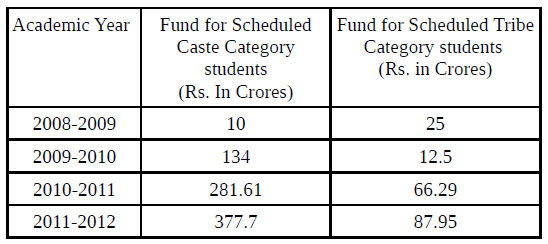 Academic Year Fund for Scheduled Fund for Scheduled Tribe
Caste Category Category students
students (Rs. in Crores)
(Rs. In Crores)
2008-2009 10 25
2009-2010 134 12.5
2010-2011 281.61 66.29
2011-2012 377.7 87.95